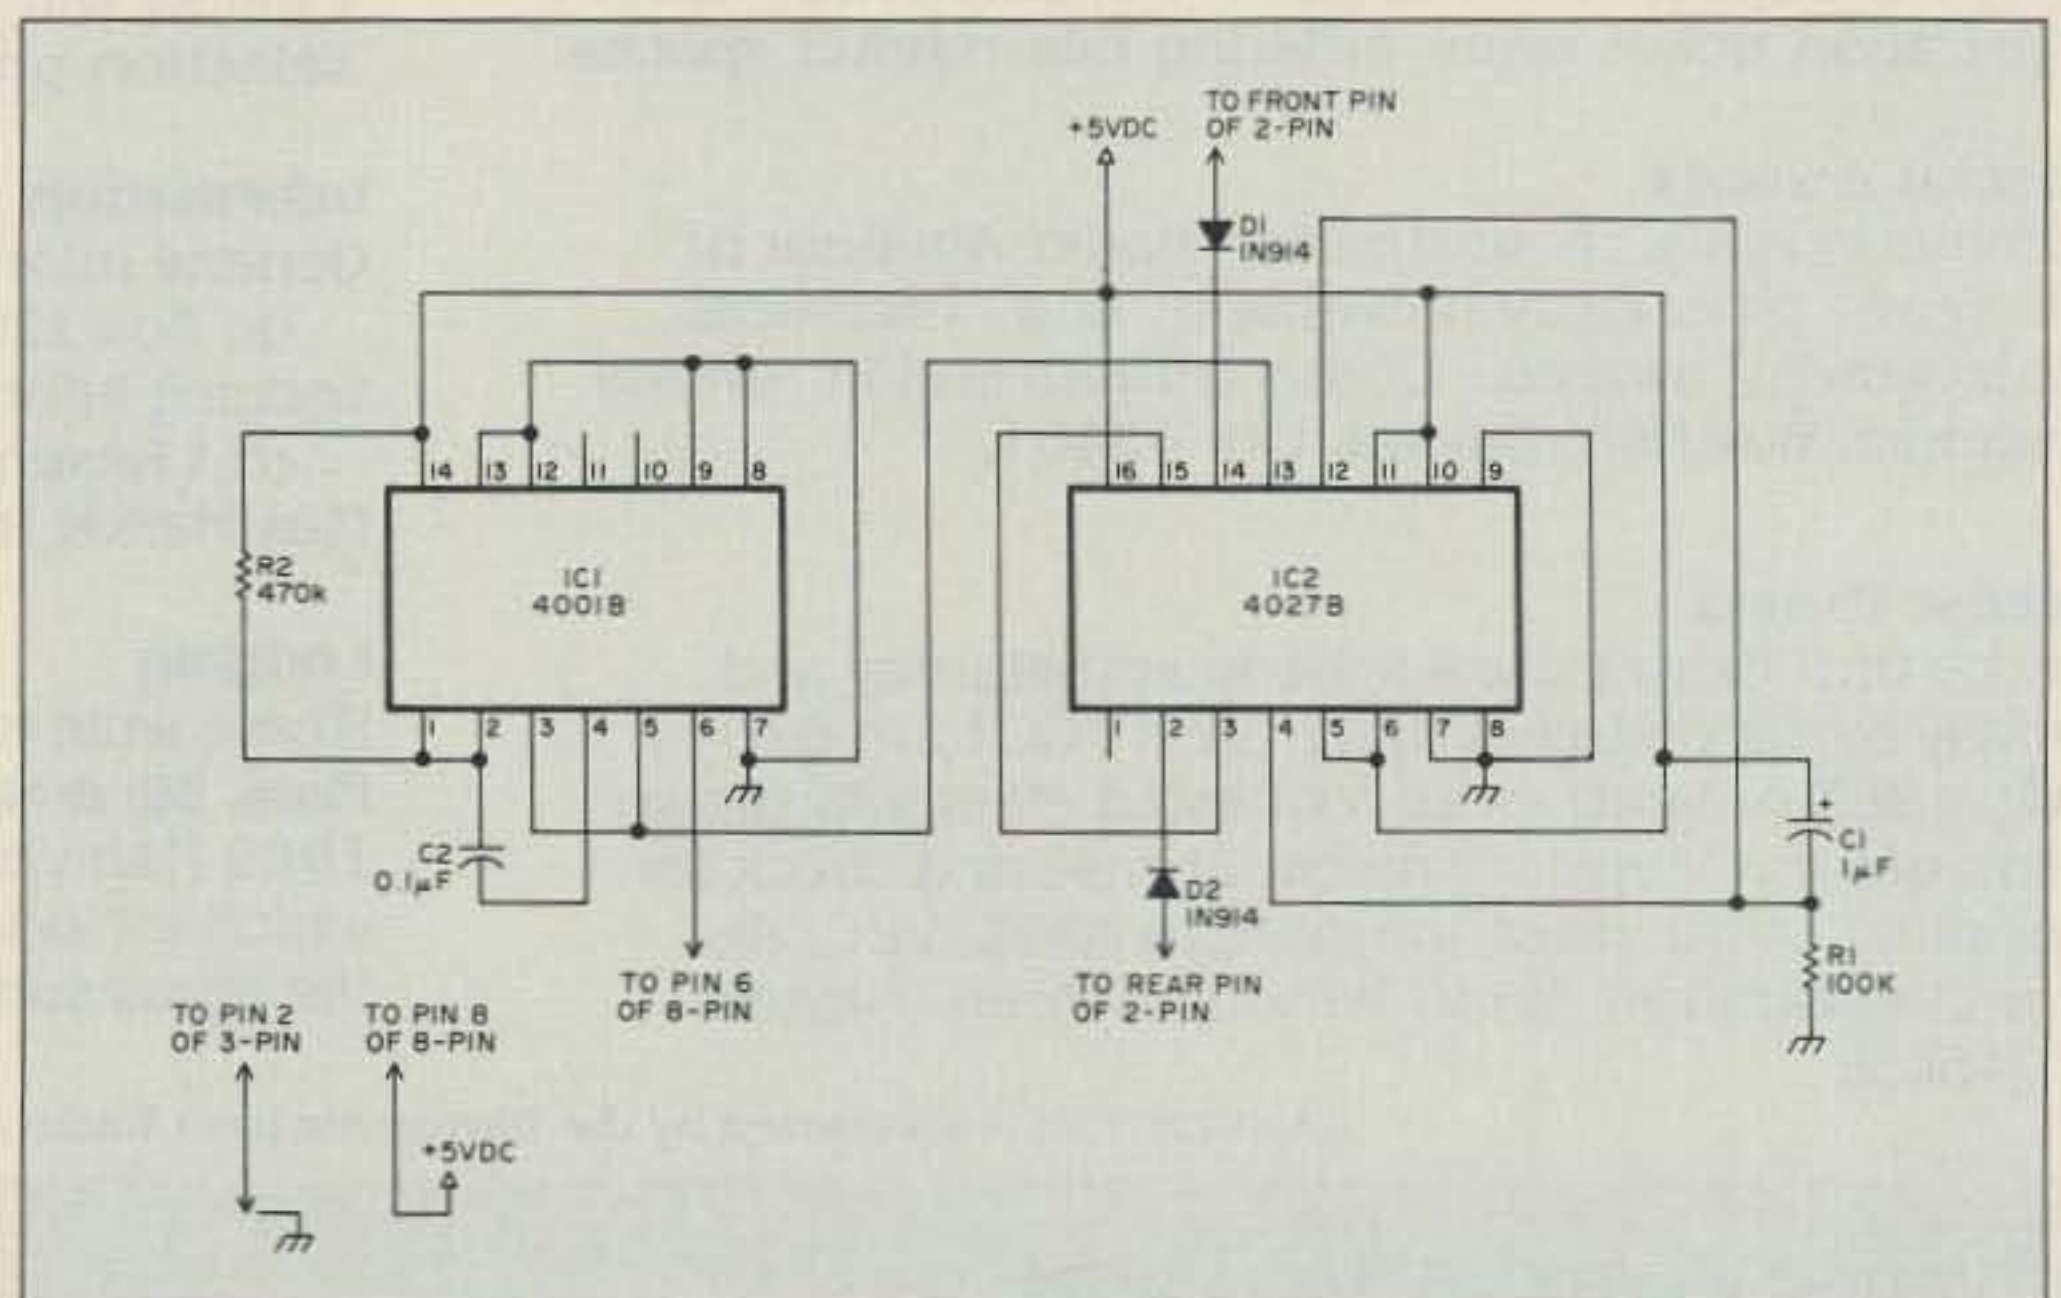 +5VDC
TO FRONT PIN
OF 2-PIN
D1
1N914
14 13 12 11 10 9 8
16 15 14 13 12 11 10 9
R2
470k
IC1
4001B
IC2
4027B
1 2 3 4 5 6 7
1 2 3 4 5 6 7 8
C2
0.1µF
+
C1
1µF
D2
1N914
R1
100K
TO PIN 6
OF 8-PIN
TO REAR PIN
OF 2-PIN
TO PIN 2
OF 3-PIN
TO PIN 8
OF 8-PIN
+5VDC